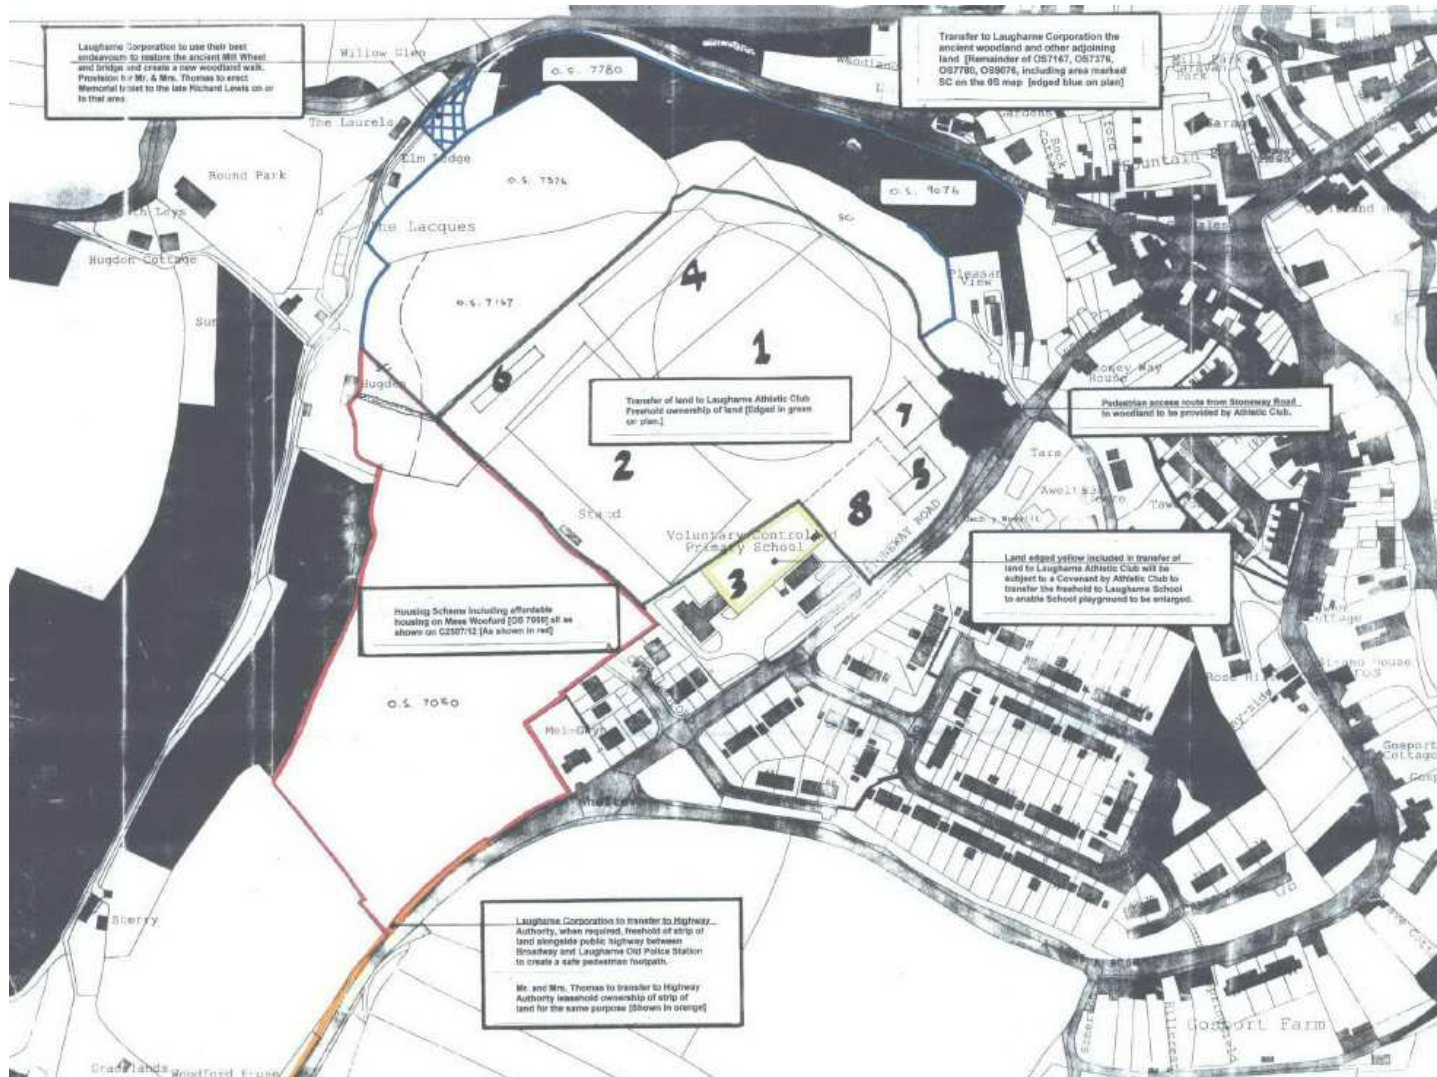 Laugharne Corporation to use their best
endeavours to restore the ancient Mill Wheel
and bridge and create a new woodland walk.
Provision for Mr. & Mrs. Thomas to erect
Memorial tablet to the late Richard Lewis on or
in that area.
Transfer to Laugharne Corporation the
ancient woodland and other adjoining
land [Remainder of OS7167, OS7376,
OS7780, OS9076, including area marked
SC on the OS map [edged blue on plan]
Willow Glen
O.S. 7780
The Laurels
Elm Lodge
Round Park
O.S. 7376
O.S. 9076
SC
The Lacques
Hugdon Cottage
O.S. 7167
Pleasant
View
4
1
6
Hugden
Transfer of land to Laugharne Athletic Club
Freehold ownership of land [Edged in green
on plan.]
7
Pedestrian access route from Stoneway Road
to woodland to be provided by Athletic Club.
House
Tara
2
5
8
Stand
STONEWAY ROAD
Voluntary Controlled
Primary School
3
Land edged yellow included in transfer of
land to Laugharne Athletic Club will be
subject to a Covenant by Athletic Club to
transfer the freehold to Laugharne School
to enable School playground to be enlarged.
Housing Scheme including affordable
housing on Maes Wooford [OS 7050] all as
shown on C2507/12 [As shown in red]
Cottage
O.S. 7050
Gosport
Cottage
Shelter
Sherry
Laugharne Corporation to transfer to Highway
Authority, when required, freehold of strip of
land alongside public highway between
Broadway and Laugharne Old Police Station
to create a safe pedestrian footpath.
Mr. and Mrs. Thomas to transfer to Highway
Authority leasehold ownership of strip of
land for the same purpose [Shown in orange]
Gosport Farm
Grasslands
Woodford House